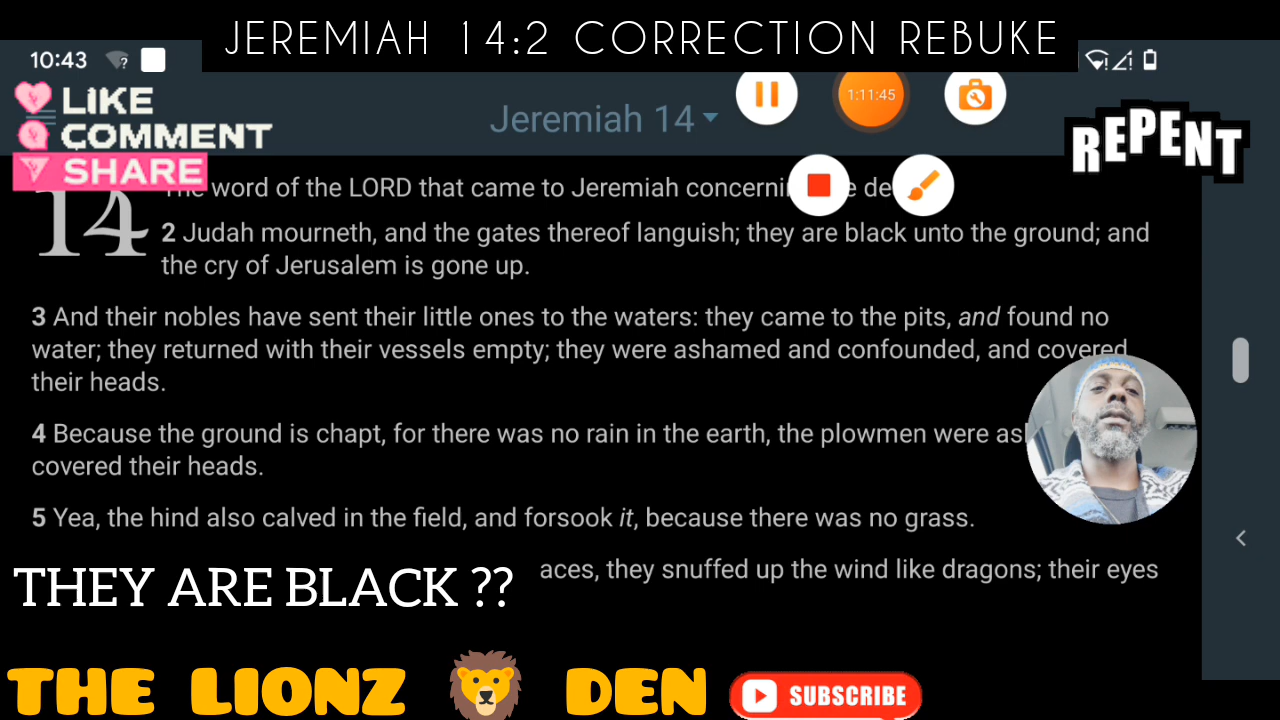 JEREMIAH 14:2 CORRECTION REBUKE
10:43
LIKE
COMMENT
SHARE
Jeremiah 14
1:11:45
REPENT
14
word of the LORD that came to Jeremiah
2 Judah mourneth, and the gates thereof languish; they are black unto the ground; and
the cry of Jerusalem is gone up.
3 And their nobles have sent their little ones to the waters: they came to the pits, and found no
water; they returned with their vessels empty; they were ashamed and confounded, and covered
their heads.
4 Because the ground is chapt, for there was no rain in the earth, the plowmen were
covered their heads.
5 Yea, the hind also calved in the field, and forsook it, because there was no grass.
THEY ARE BLACK ??
aces, they snuffed up the wind like dragons; their eyes
THE LIONZ DEN
SUBSCRIBE